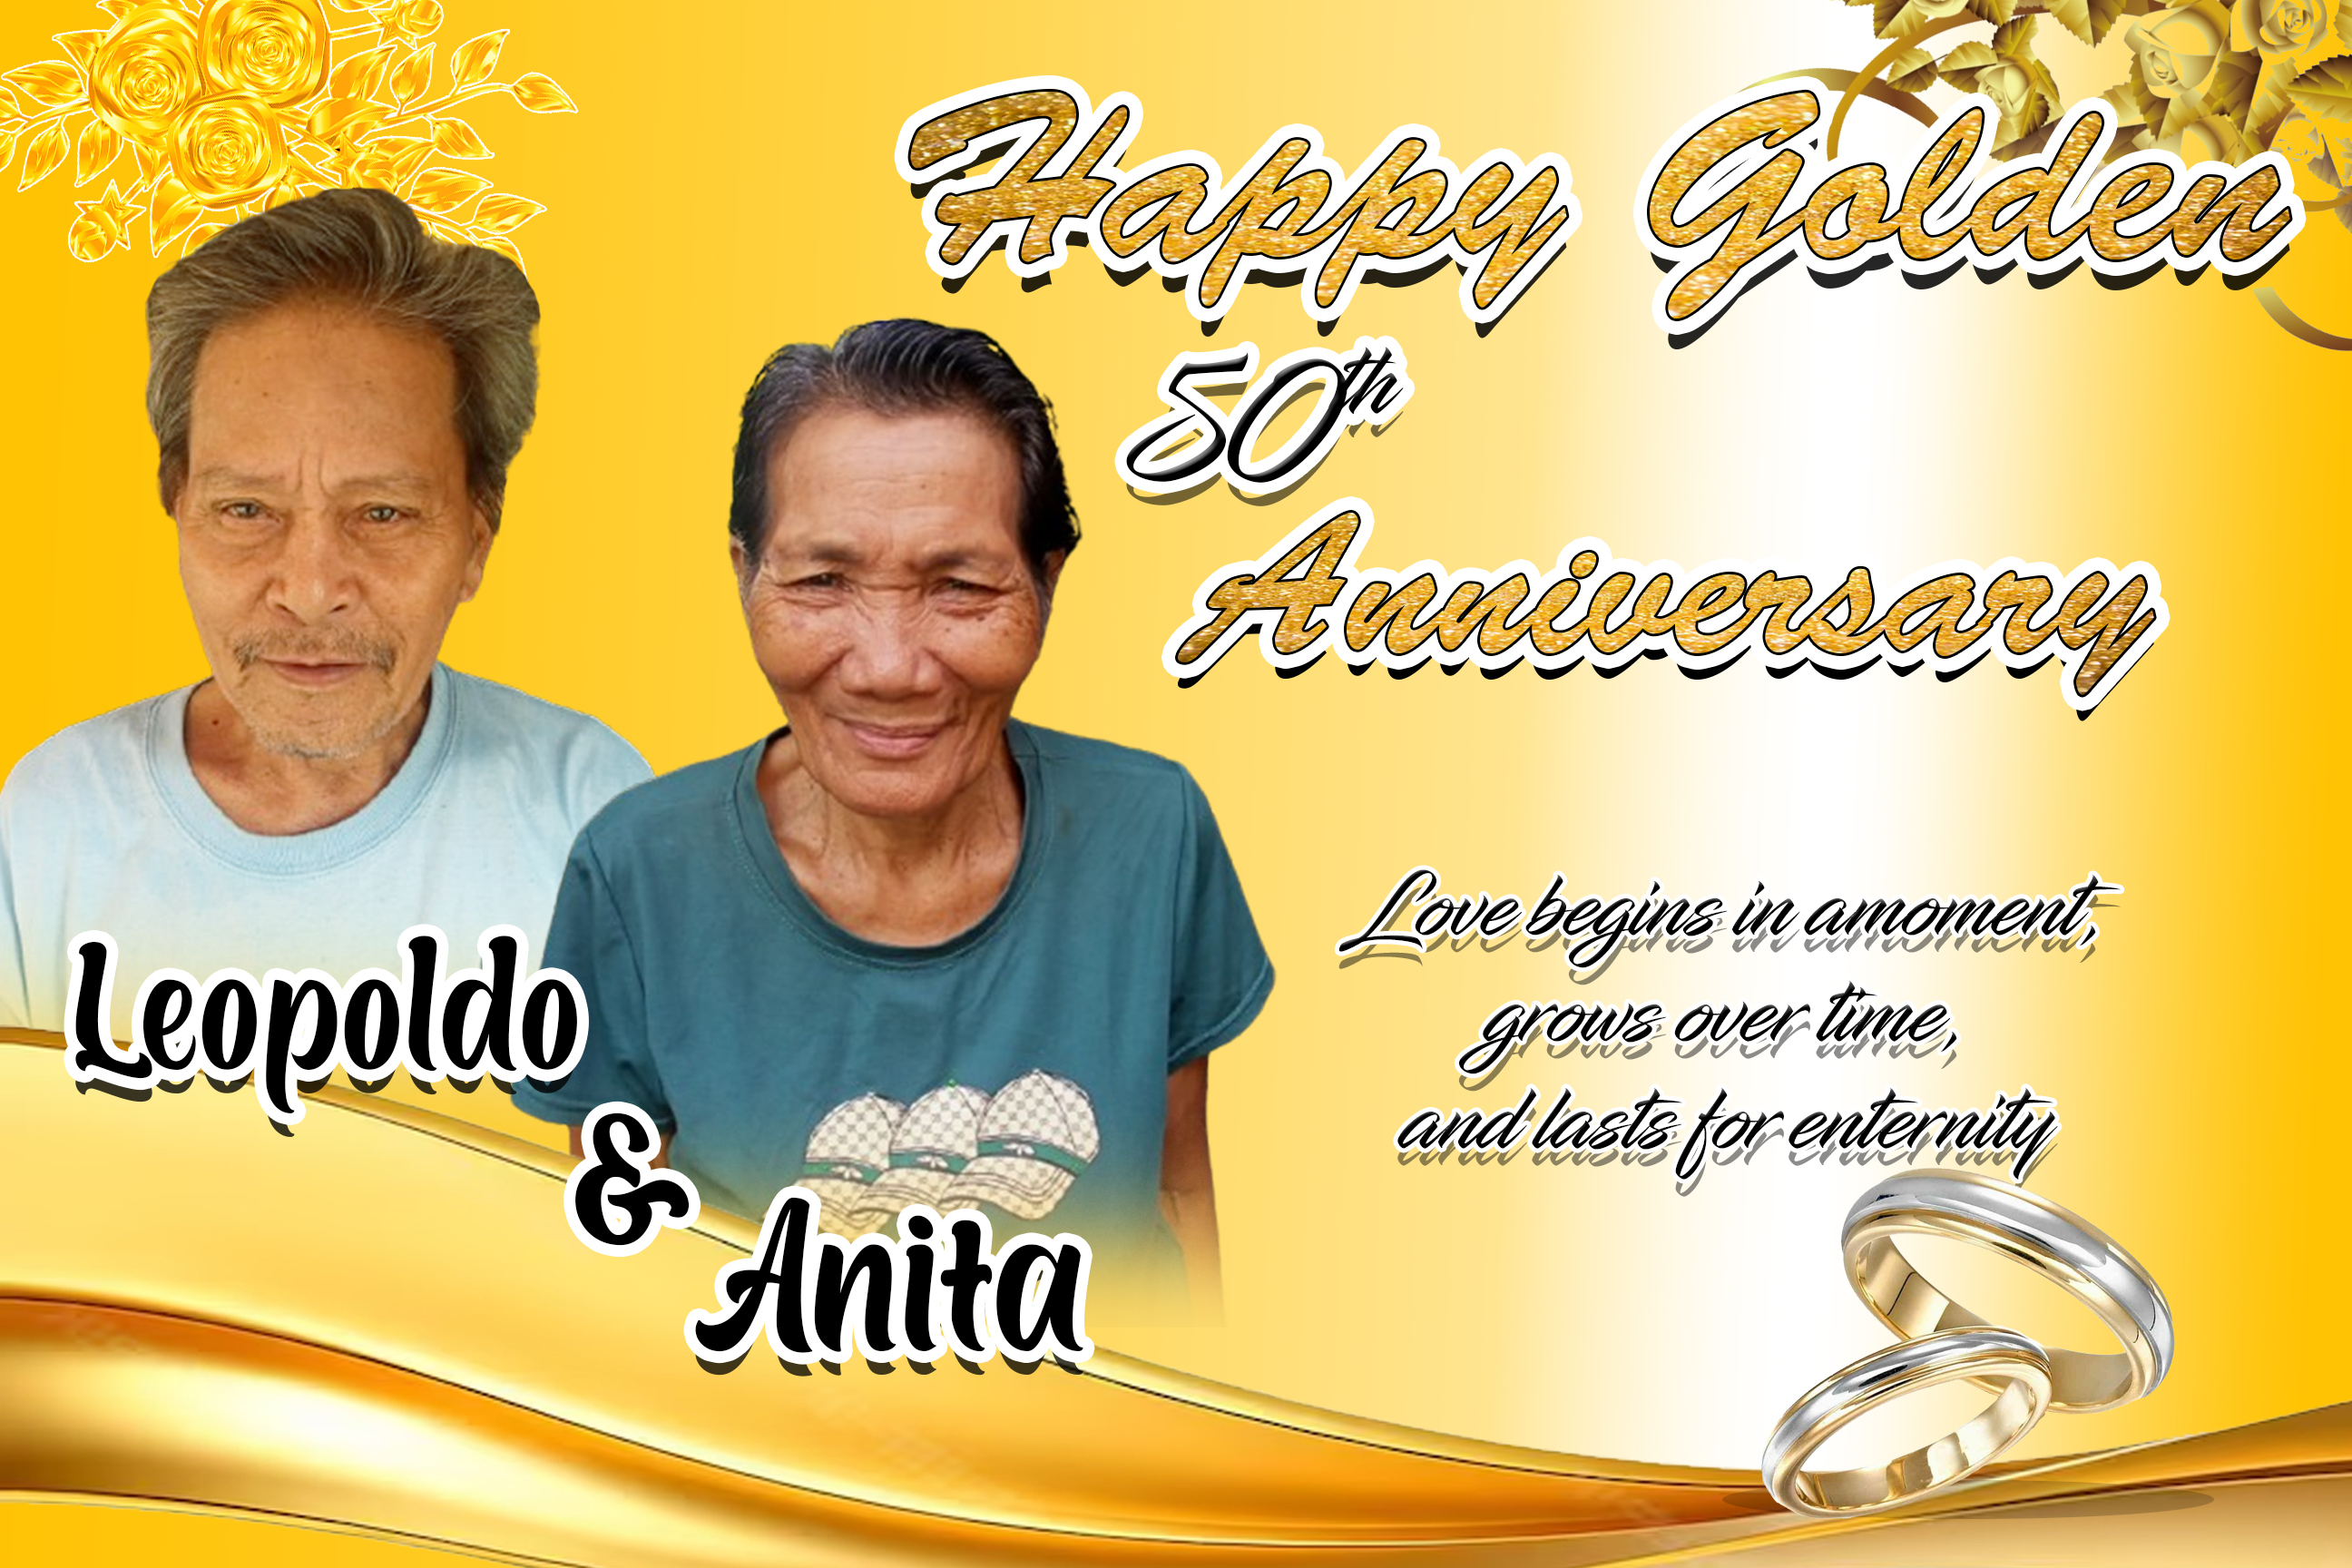 Happy Golden
50th
Anniversary
Love begins in amoment,
grows over time,
and lasts for enternity
Leopoldo
&
Anita